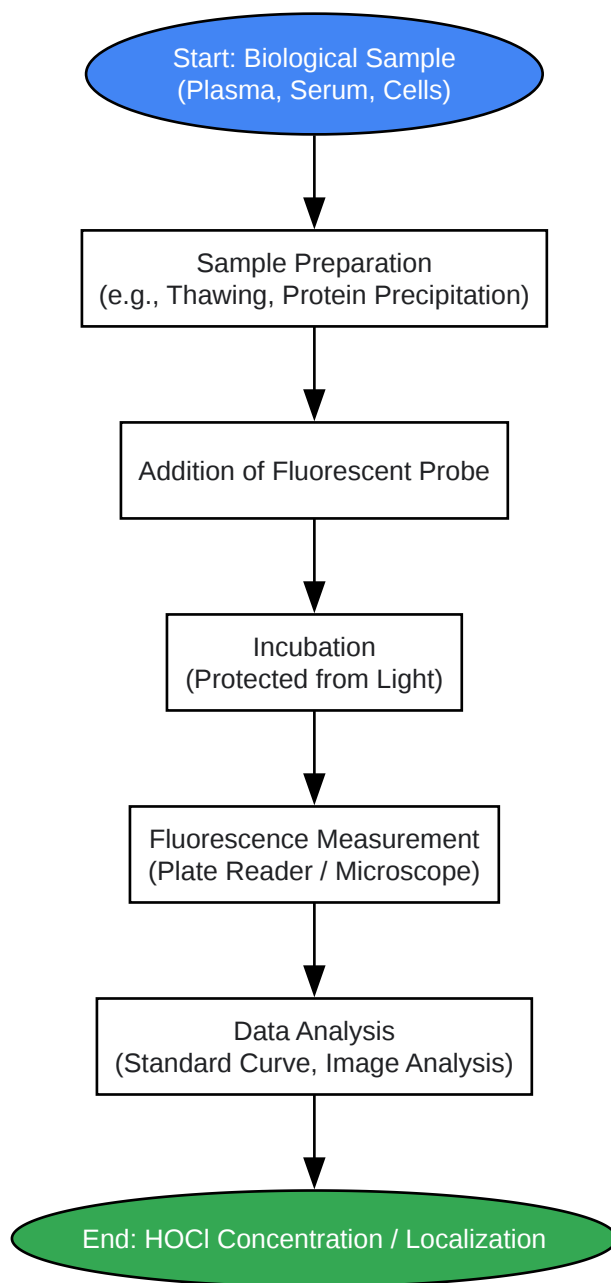 Start: Biological Sample
(Plasma, Serum, Cells)
Sample Preparation
(e.g., Thawing, Protein Precipitation)
Addition of Fluorescent Probe
Incubation
(Protected from Light)
Fluorescence Measurement
(Plate Reader / Microscope)
Data Analysis
(Standard Curve, Image Analysis)
End: HOCl Concentration / Localization